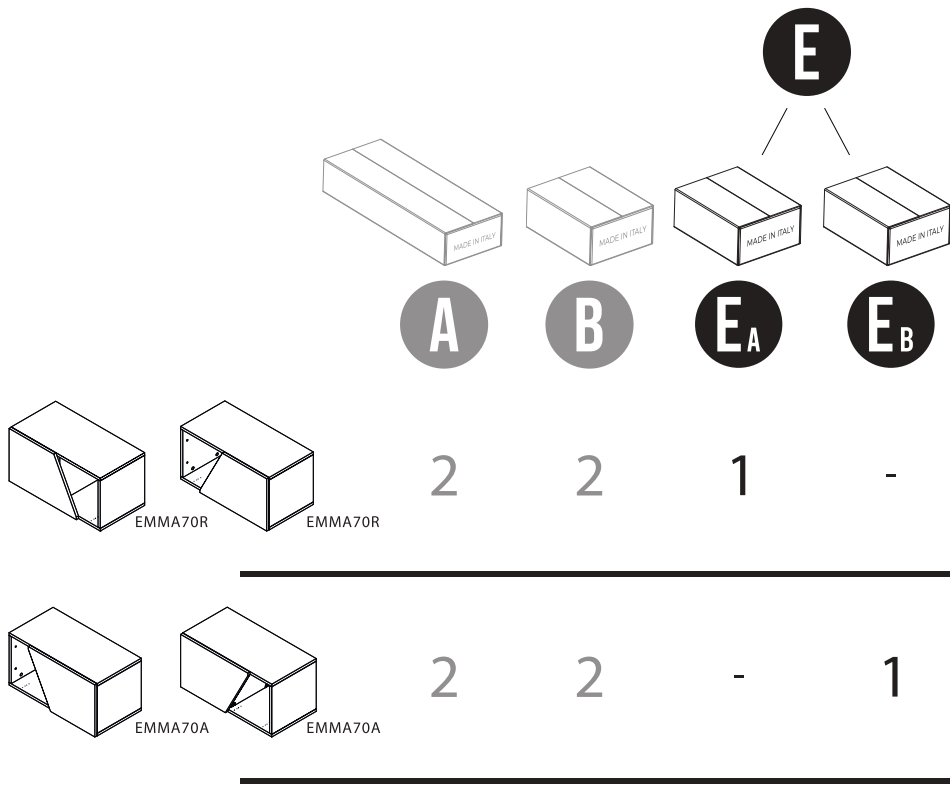 E
MADE IN ITALY MADE IN ITALY MADE IN ITALY MADE IN ITALY
A B EA EB
2 2 1 -
EMMA70R EMMA70R
2 2 - 1
EMMA70A EMMA70A